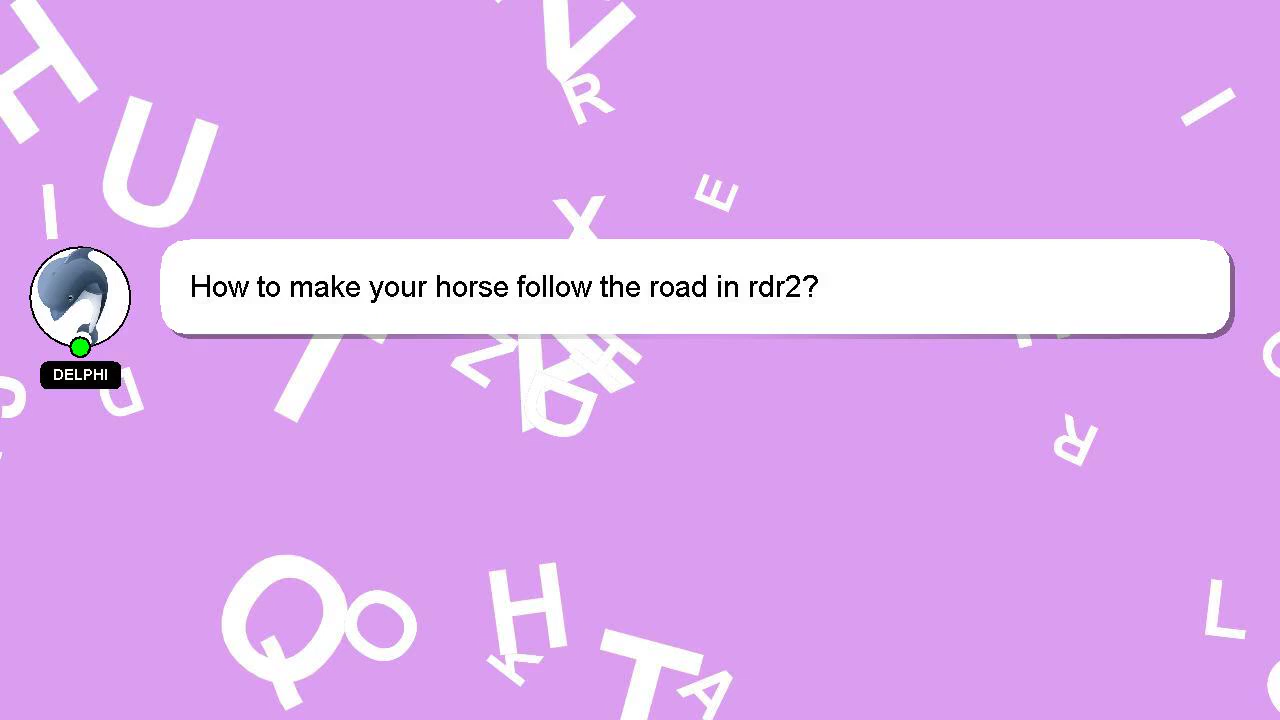 H
U
V
R
I
I
E
X
How to make your horse follow the road in rdr2?
DELPHI
Z
H
D
S
D
R
Q
O
H
K
T
A
L